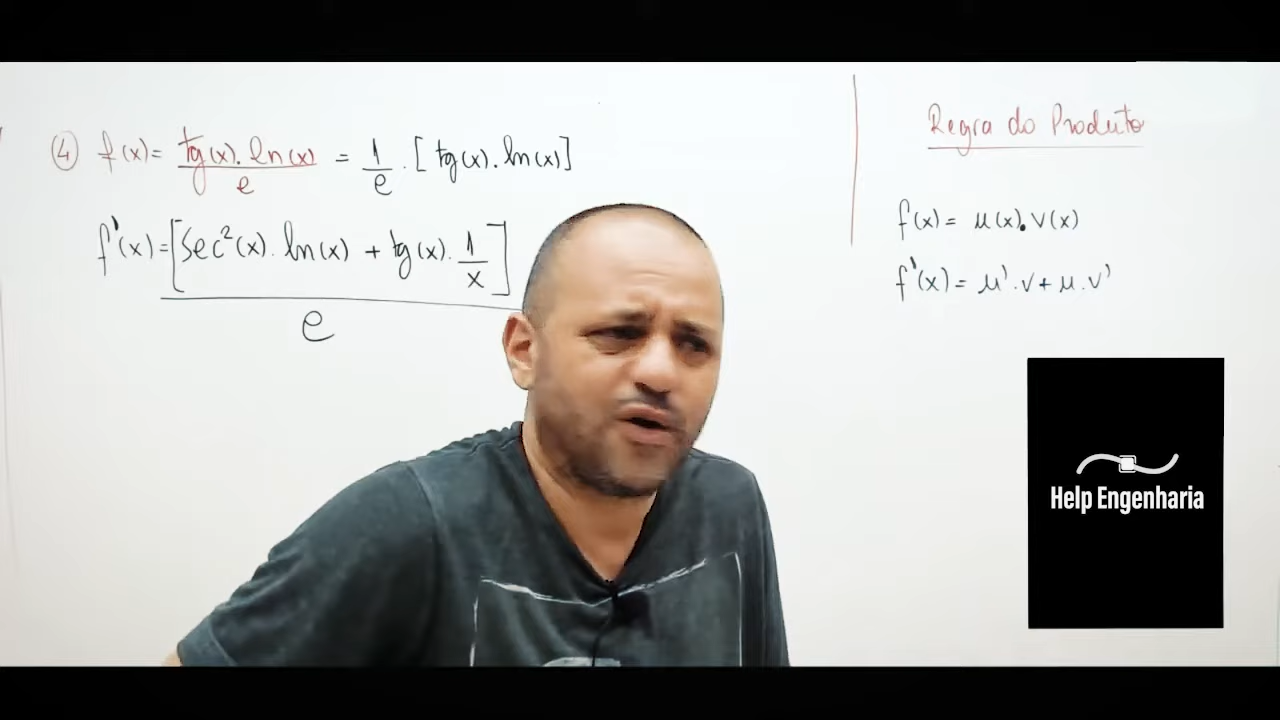 ④ f(x) = tg(x). ln(x) / e = 1/e . [tg(x). ln(x)]
f'(x) = [sec²(x). ln(x) + tg(x). 1/x] / e
Regra do Produto
f(x) = u(x). v(x)
f'(x) = u'. v + u. v'
Help Engenharia